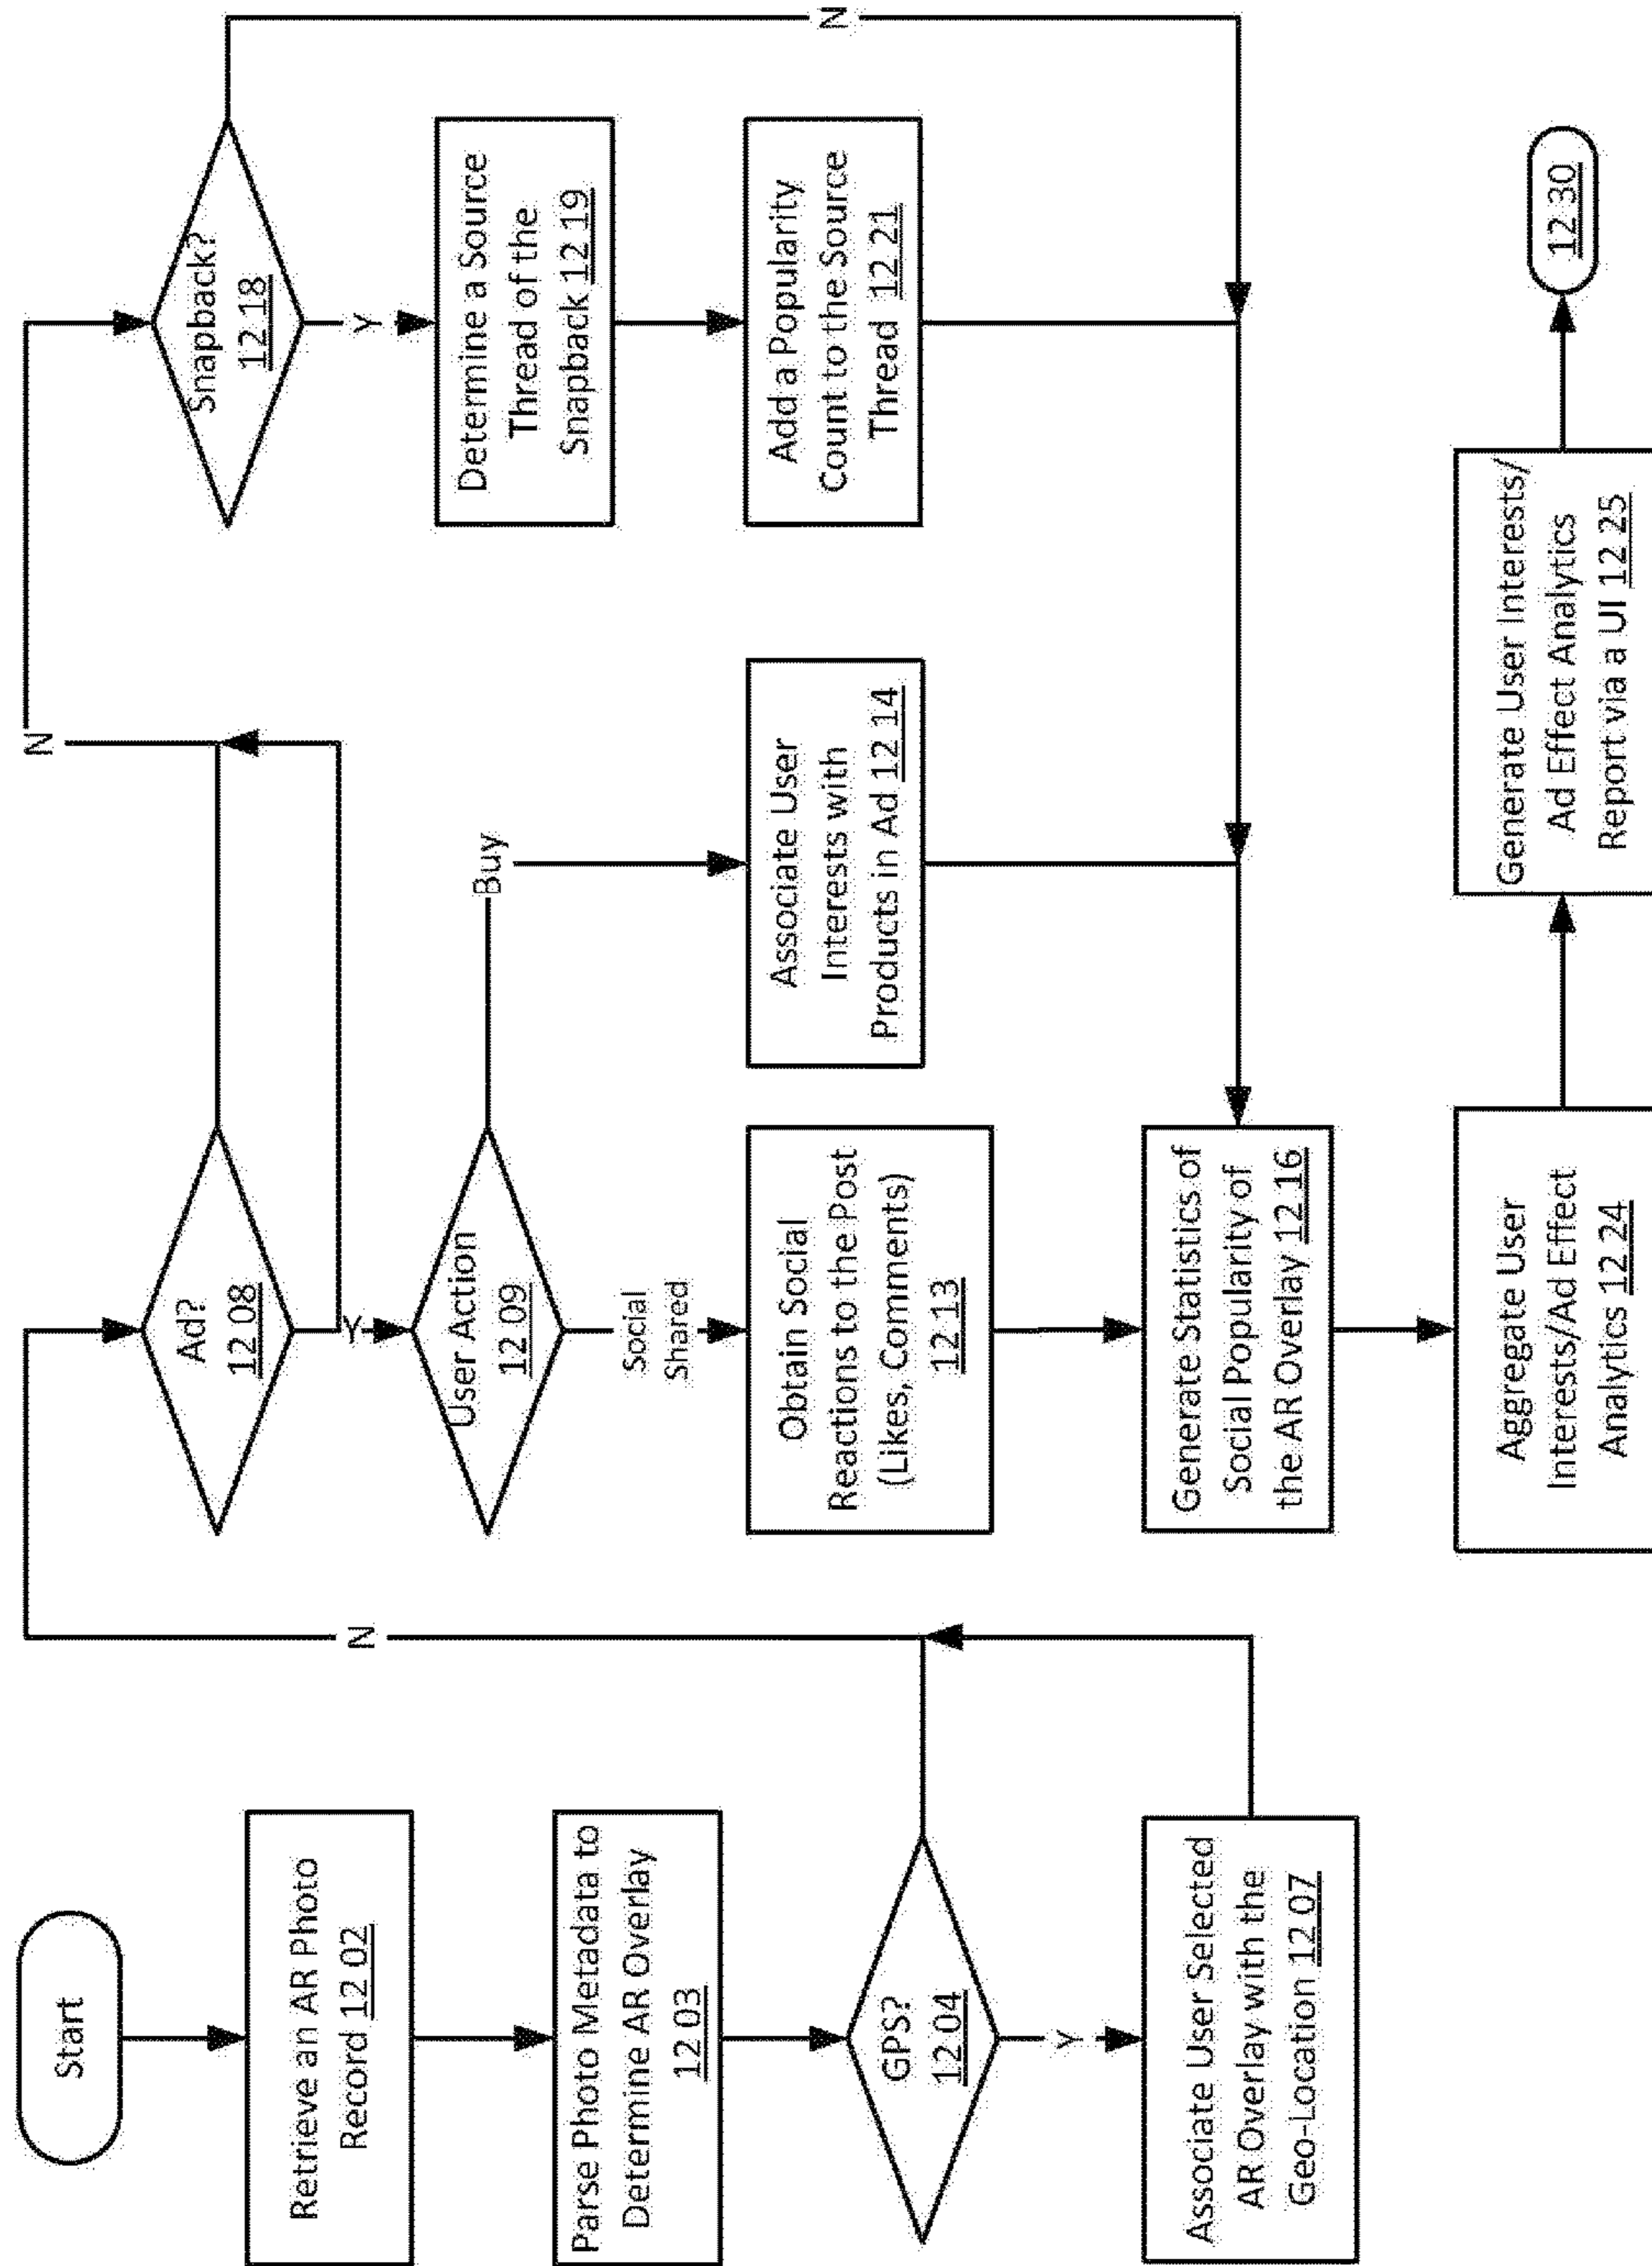 Start
Retrieve an AR Photo
Record 12 02
Parse Photo Metadata to
Determine AR Overlay
12 03
GPS?
12 04
Y
Associate User Selected
AR Overlay with the
Geo-Location 12 07
N
Ad?
12 08
Y
User Action
12 09
Social
Shared
Obtain Social
Reactions to the Post
(Likes, Comments)
12 13
Generate Statistics of
Social Popularity of
the AR Overlay 12 16
Aggregate User
Interests/Ad Effect
Analytics 12 24
Buy
Associate User
Interests with
Products in Ad 12 14
N
Snapback?
12 18
Y
Determine a Source
Thread of the
Snapback 12 19
Add a Popularity
Count to the Source
Thread 12 21
N
Generate User Interests/
Ad Effect Analytics
Report via a UI 12 25
12 30